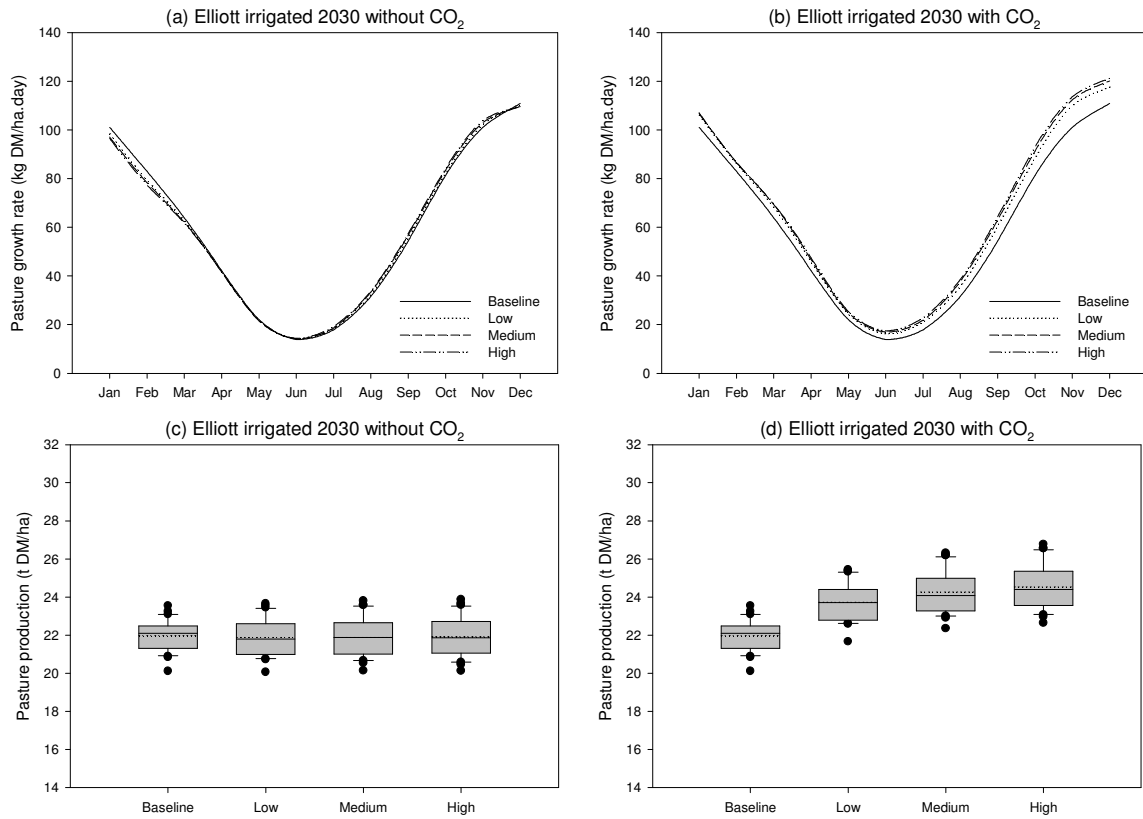 (a) Elliott irrigated 2030 without CO₂
Pasture growth rate (kg DM/ha.day)
140
120
100
80
60
40
20
0
Baseline
Low
Medium
High
Jan Feb Mar Apr May Jun Jul Aug Sep Oct Nov Dec
(b) Elliott irrigated 2030 with CO₂
Pasture growth rate (kg DM/ha.day)
140
120
100
80
60
40
20
0
Baseline
Low
Medium
High
Jan Feb Mar Apr May Jun Jul Aug Sep Oct Nov Dec
(c) Elliott irrigated 2030 without CO₂
Pasture production (t DM/ha)
32
30
28
26
24
22
20
18
16
14
Baseline Low Medium High
(d) Elliott irrigated 2030 with CO₂
Pasture production (t DM/ha)
32
30
28
26
24
22
20
18
16
14
Baseline Low Medium High